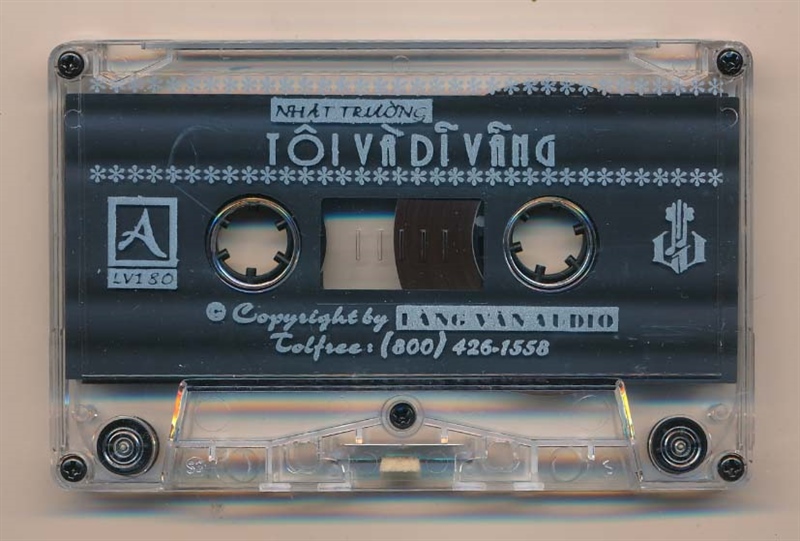 NHẬT TRƯỜNG
TÔI VÀ DĨ VÃNG
A
LV180
© Copyright by LÀNG VĂN AUDIO
Tolfree: (800) 426-1558